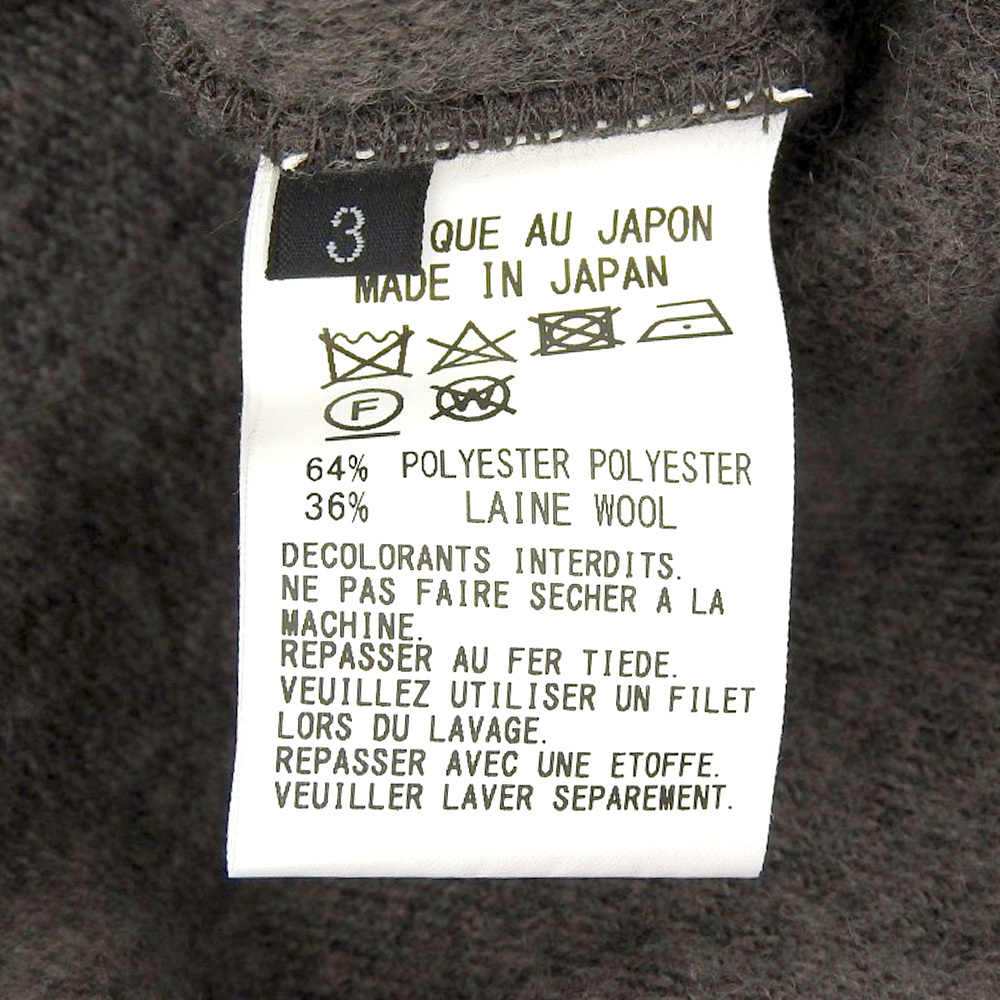 3
QUE AU JAPON
MADE IN JAPAN
F W
64% POLYESTER POLYESTER
36% LAINE WOOL
DECOLORANTS INTERDITS.
NE PAS FAIRE SECHER A LA
MACHINE.
REPASSER AU FER TIEDE.
VEUILLEZ UTILISER UN FILET
LORS DU LAVAGE.
REPASSER AVEC UNE ETOFFE.
VEUILLER LAVER SEPAREMENT.